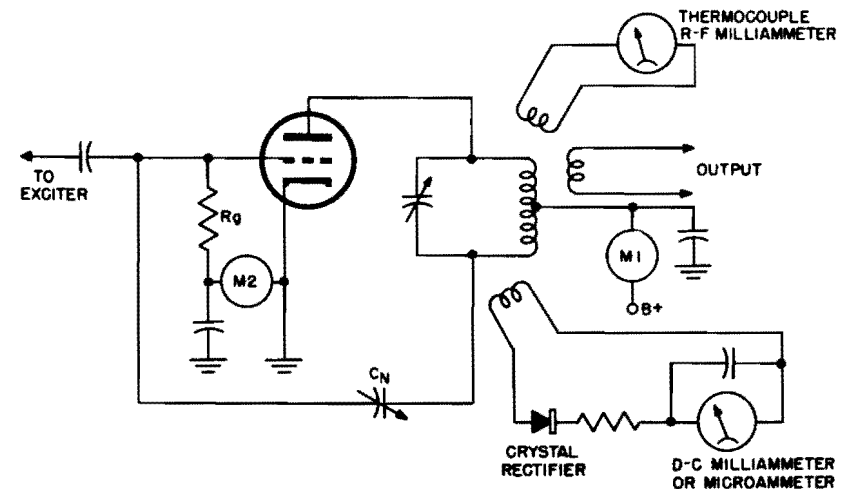 THERMOCOUPLE
R-F MILLIAMMETER
TO
EXCITER
OUTPUT
Rg
M2
M1
B+
CN
CRYSTAL
RECTIFIER
D-C MILLIAMMETER
OR MICROAMMETER